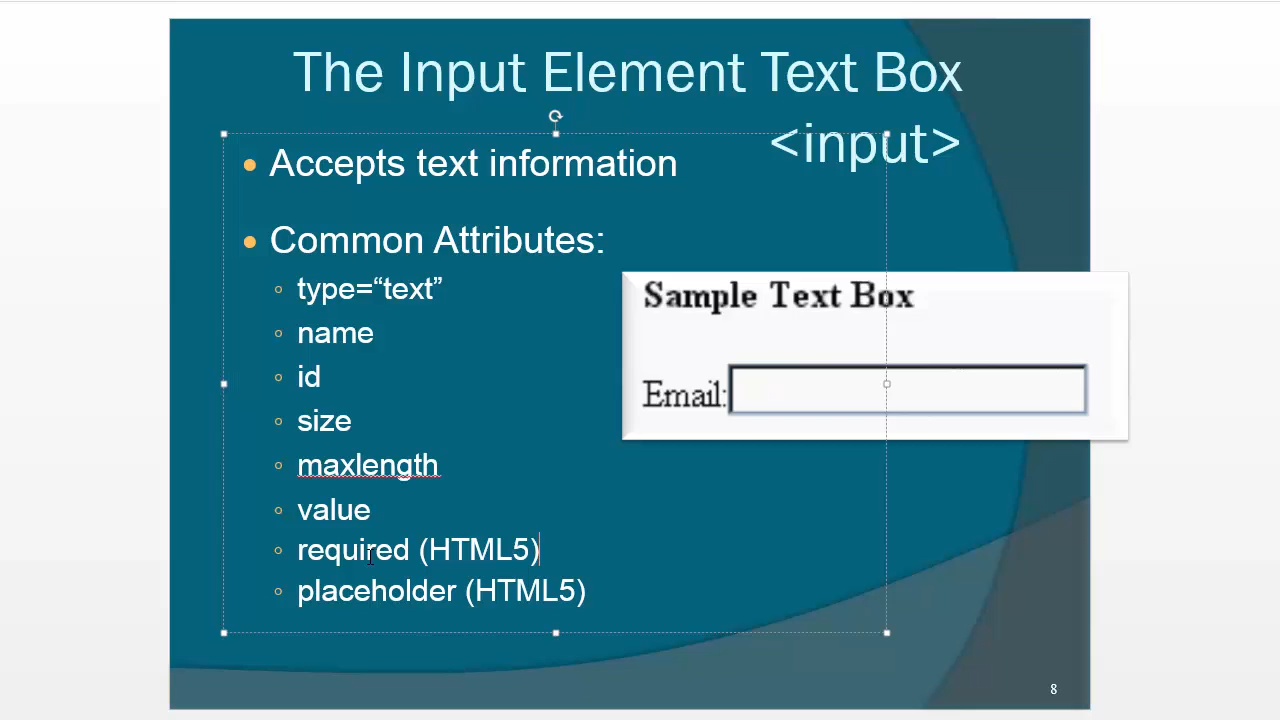 The Input Element Text Box
<input>
Accepts text information
Common Attributes:
type=“text”
name
id
size
maxlength
value
required (HTML5)
placeholder (HTML5)
Sample Text Box
Email:
8